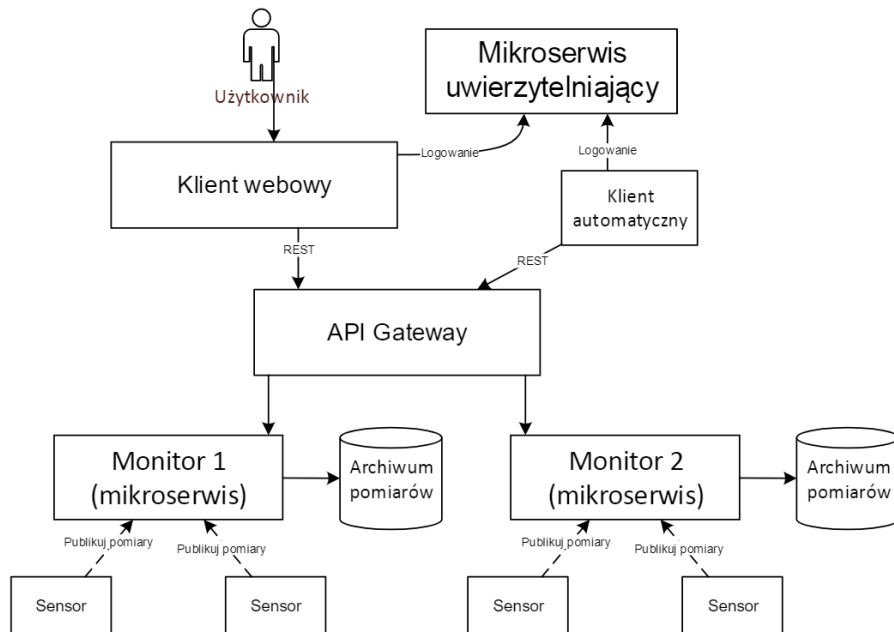 Użytkownik
Mikroserwis
uwierzytelniający
Klient webowy
Logowanie
Logowanie
Klient
automatyczny
REST
REST
API Gateway
Monitor 1
(mikroserwis)
Archiwum
pomiarów
Monitor 2
(mikroserwis)
Archiwum
pomiarów
Publikuj pomiary
Publikuj pomiary
Publikuj pomiary
Publikuj pomiary
Sensor
Sensor
Sensor
Sensor